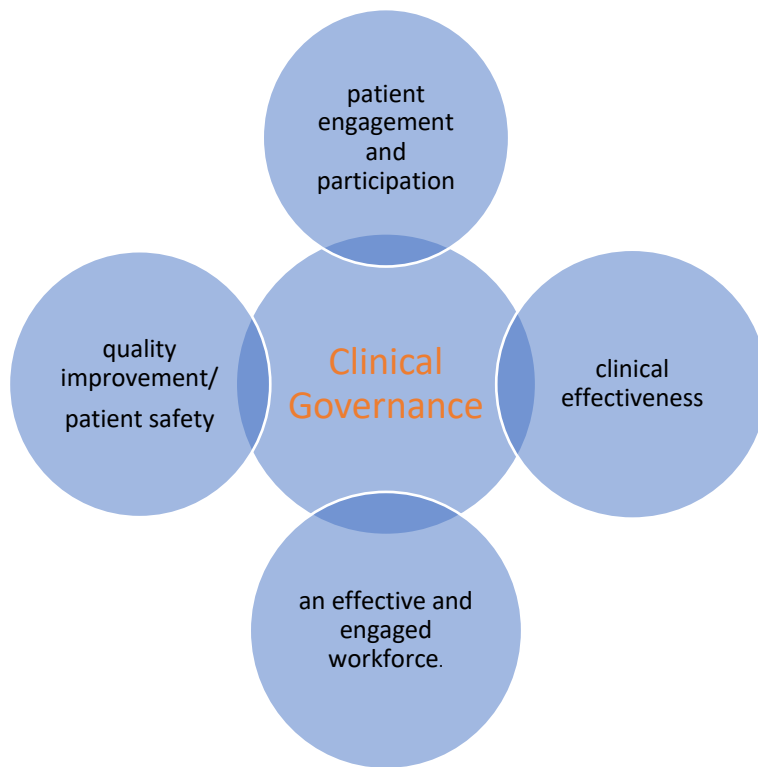 patient
engagement
and
participation
quality
improvement/
patient safety
Clinical
Governance
clinical
effectiveness
an effective and
engaged
workforce.